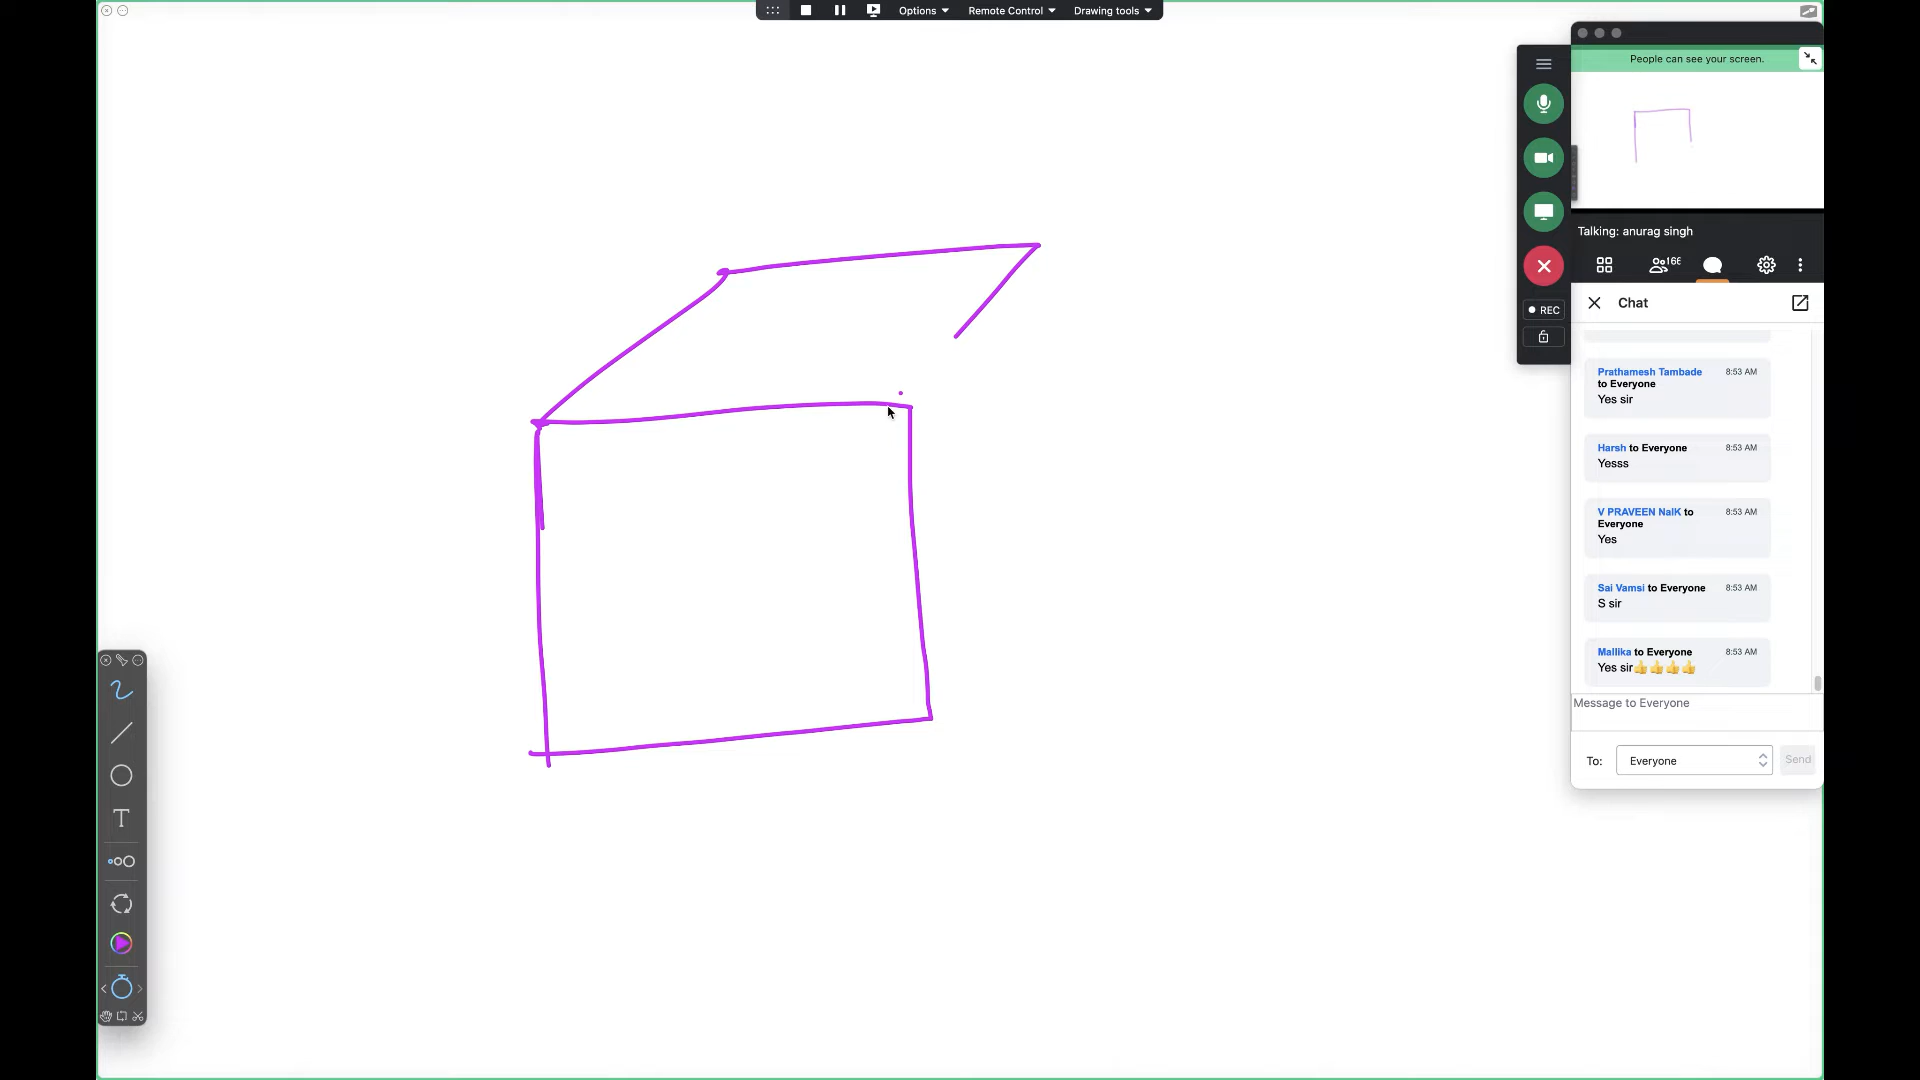 Options
Remote Control
Drawing tools
People can see your screen.
Talking: anurag singh
166
Chat
REC
Prathamesh Tambade to Everyone 8:53 AM
Yes sir
Harsh to Everyone 8:53 AM
Yesss
V PRAVEEN NaIK to Everyone 8:53 AM
Yes
Sai Vamsi to Everyone 8:53 AM
S sir
Mallika to Everyone 8:53 AM
Yes sir👍👍👍👍
Message to Everyone
To: Everyone Send
T